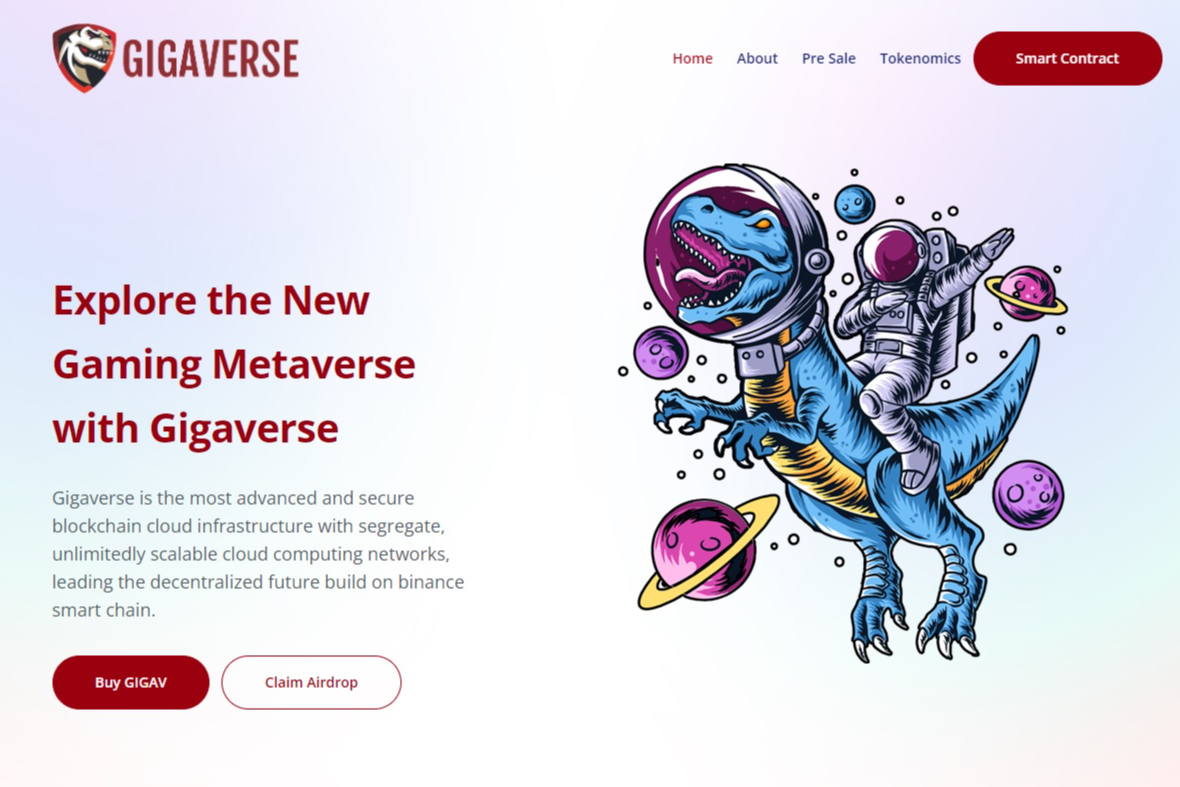 GIGAVERSE
Home About Pre Sale Tokenomics Smart Contract
Explore the New
Gaming Metaverse
with Gigaverse
Gigaverse is the most advanced and secure
blockchain cloud infrastructure with segregate,
unlimitedly scalable cloud computing networks,
leading the decentralized future build on binance
smart chain.
Buy GIGAV Claim Airdrop